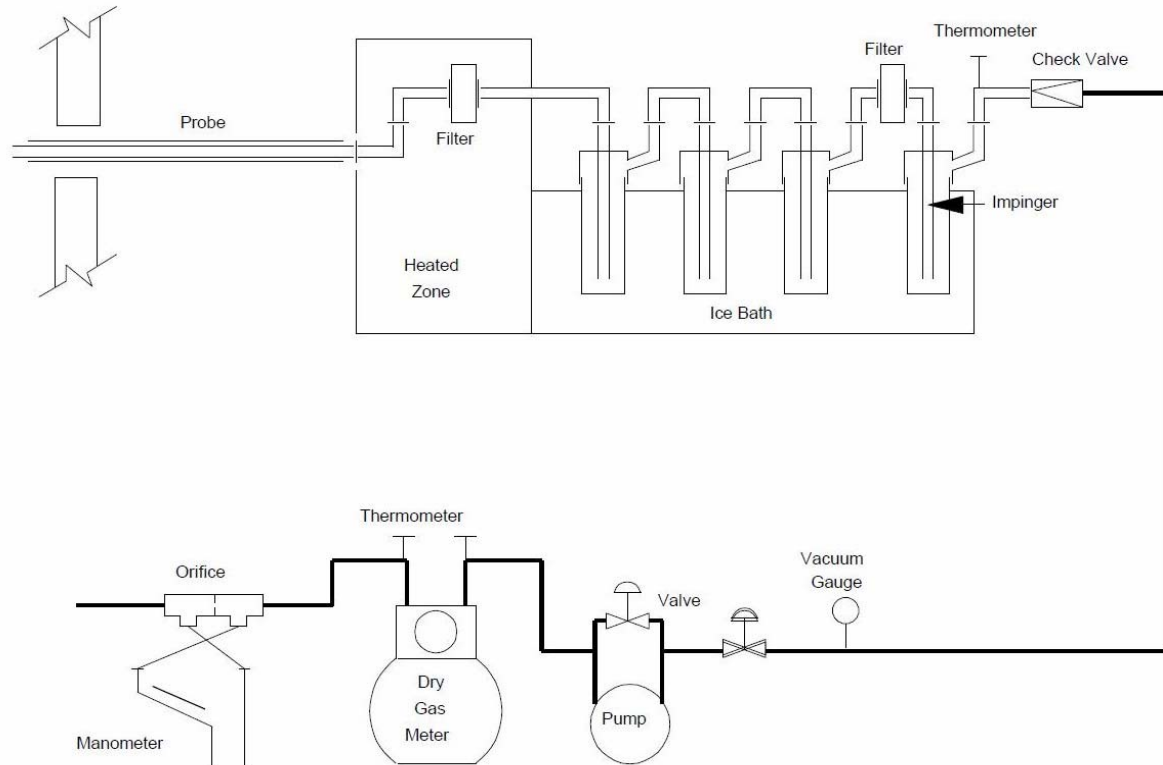 Thermometer
Filter
Check Valve
Probe
Filter
Impinger
Heated
Zone
Ice Bath
Thermometer
Vacuum
Gauge
Orifice
Valve
Dry
Gas
Meter
Pump
Manometer